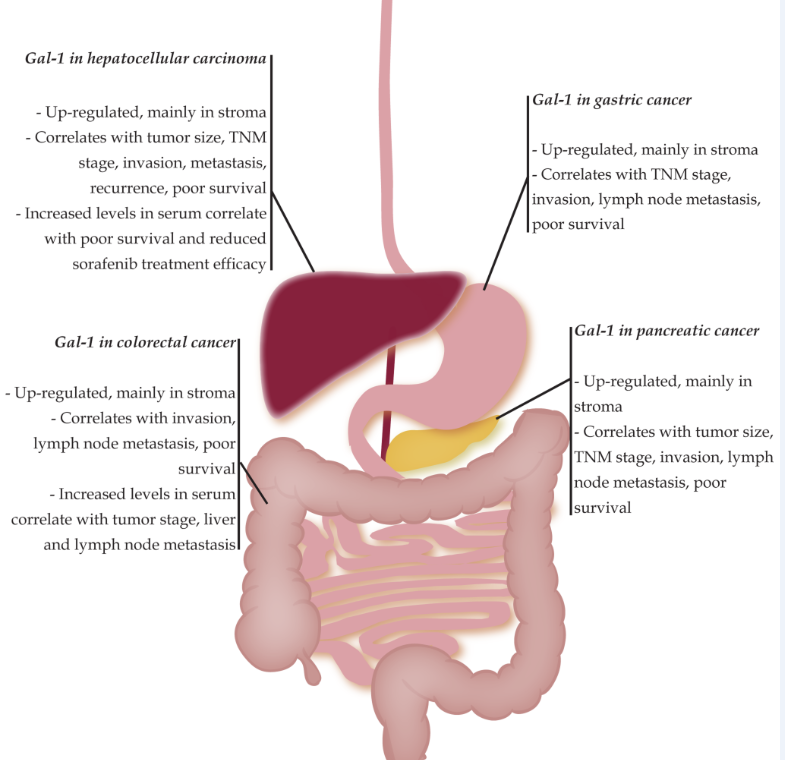 Gal-1 in hepatocellular carcinoma
- Up-regulated, mainly in stroma
- Correlates with tumor size, TNM
stage, invasion, metastasis,
recurrence, poor survival
- Increased levels in serum correlate
with poor survival and reduced
sorafenib treatment efficacy
Gal-1 in gastric cancer
- Up-regulated, mainly in stroma
- Correlates with TNM stage,
invasion, lymph node metastasis,
poor survival
Gal-1 in colorectal cancer
- Up-regulated, mainly in stroma
- Correlates with invasion,
lymph node metastasis, poor
survival
- Increased levels in serum
correlate with tumor stage, liver
and lymph node metastasis
Gal-1 in pancreatic cancer
- Up-regulated, mainly in
stroma
- Correlates with tumor size,
TNM stage, invasion, lymph
node metastasis, poor
survival